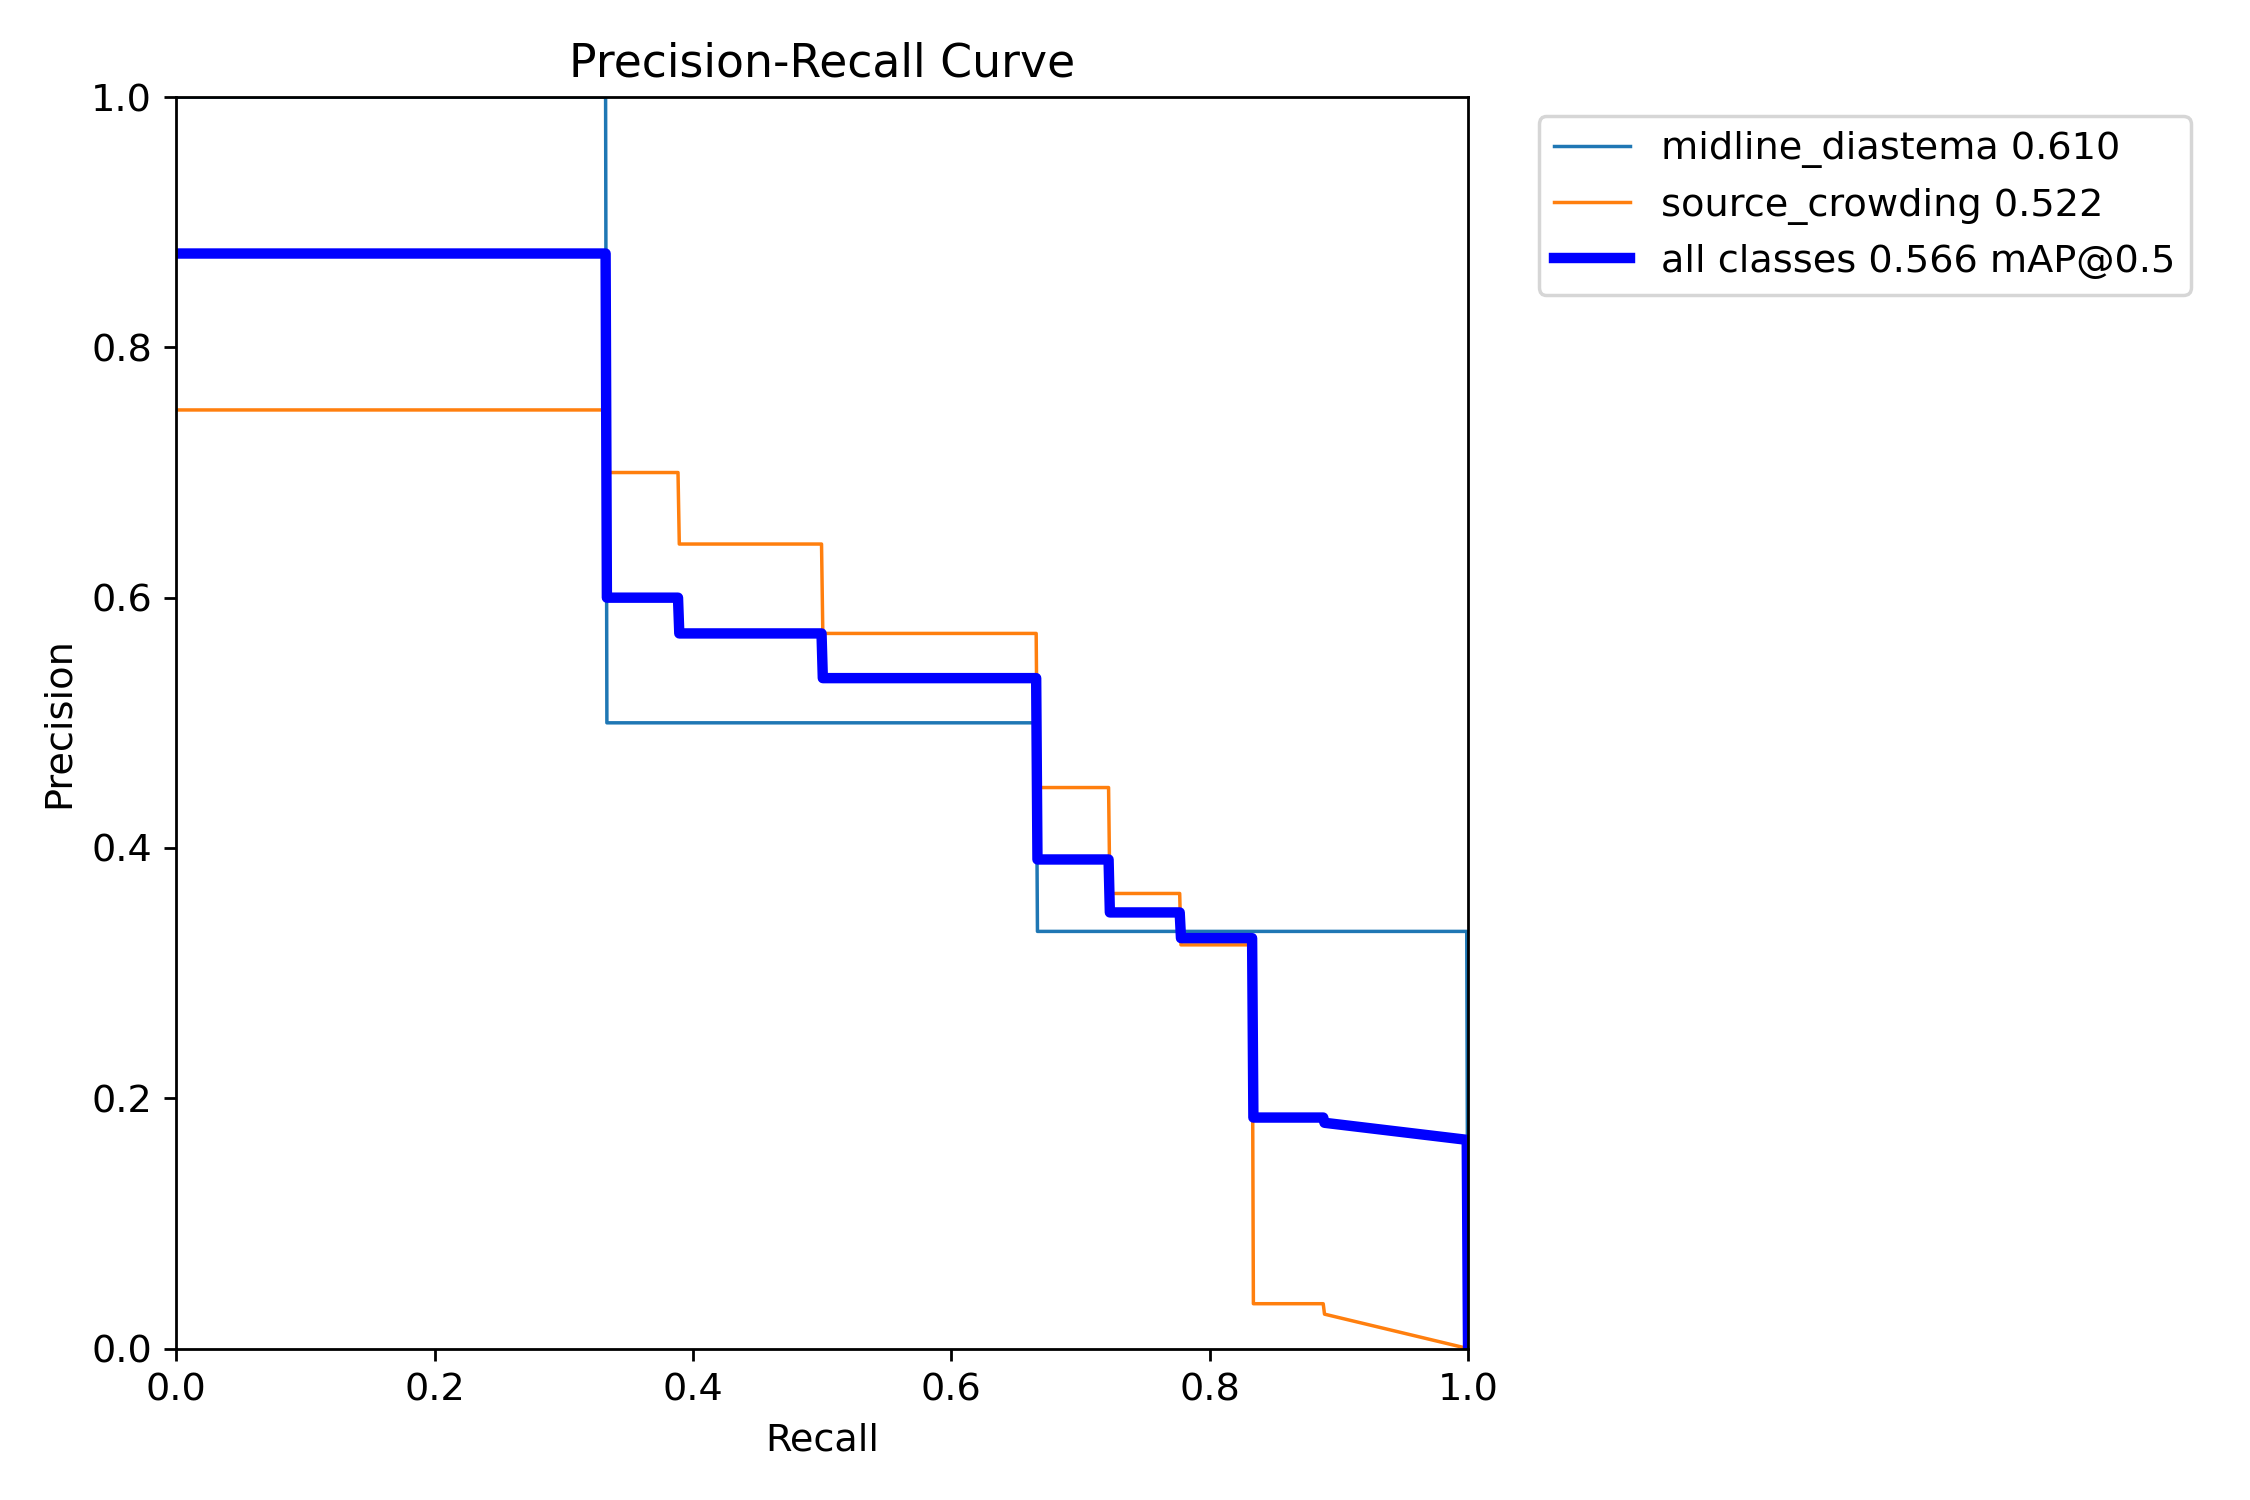 Precision-Recall Curve
1.0
0.8
0.6
0.4
0.2
0.0
Precision
0.0 0.2 0.4 0.6 0.8 1.0
Recall
midline_diastema 0.610
source_crowding 0.522
all classes 0.566 mAP@0.5